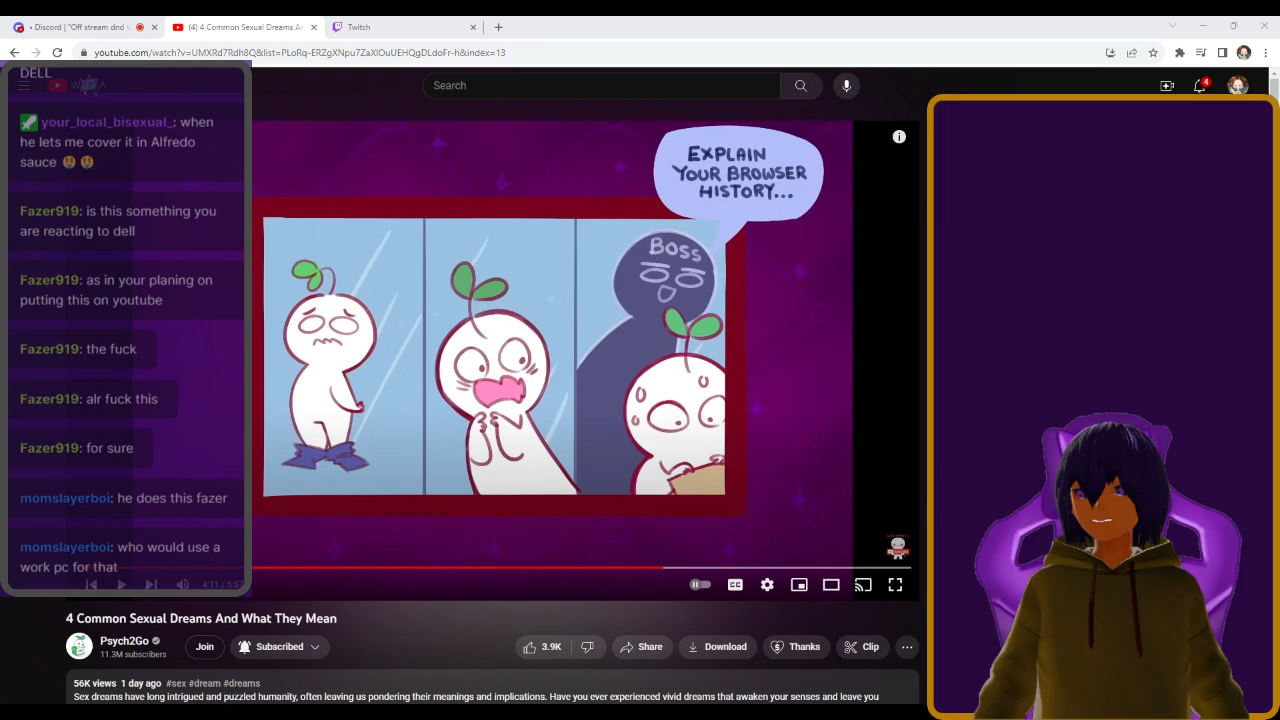 • Discord | "Off stream dnd
(4) 4 Common Sexual Dreams An
Twitch
youtube.com/watch?v=UMXRd7Rdh8Q&list=PLoRq-ERZgXNpu7ZaXlOuUEHQgDLdoFr-h&index=13
DELL
Search
4
your_local_bisexual_: when
he lets me cover it in Alfredo
sauce
Fazer919: is this something you
are reacting to dell
Fazer919: as in your planing on
putting this on youtube
Fazer919: the fuck
Fazer919: alr fuck this
Fazer919: for sure
momslayerboi: he does this fazer
momslayerboi: who would use a
work pc for that
EXPLAIN
YOUR BROWSER
HISTORY...
BOSS
4:11 / 5:57
CC
4 Common Sexual Dreams And What They Mean
Psych2Go
11.3M subscribers
Join
Subscribed
3.9K
Share
Download
Thanks
Clip
56K views 1 day ago #sex #dream #dreams
Sex dreams have long intrigued and puzzled humanity, often leaving us pondering their meanings and implications. Have you ever experienced vivid dreams that awaken your senses and leave you